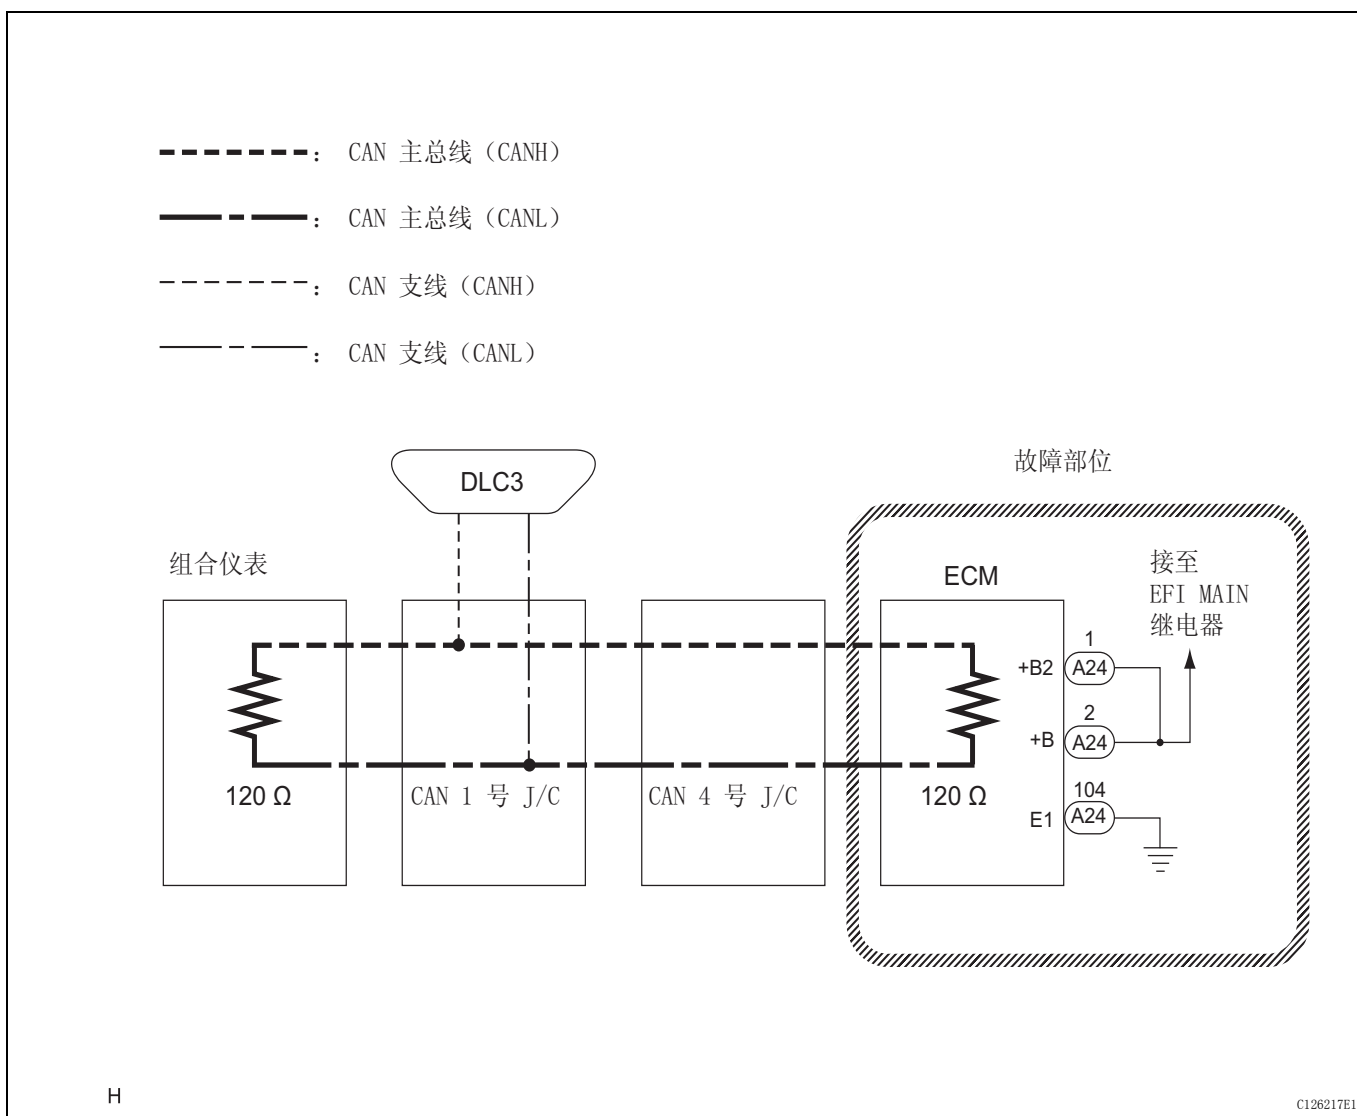 ： CAN 主总线（CANH）
： CAN 主总线（CANL）
： CAN 支线（CANH）
： CAN 支线（CANL）
故障部位
DLC3
组合仪表
ECM
接至
EFI MAIN
继电器
1
+B2
A24
2
+B
A24
120 Ω
CAN 1 号 J/C
CAN 4 号 J/C
120 Ω
104
E1
A24
H
C126217E1